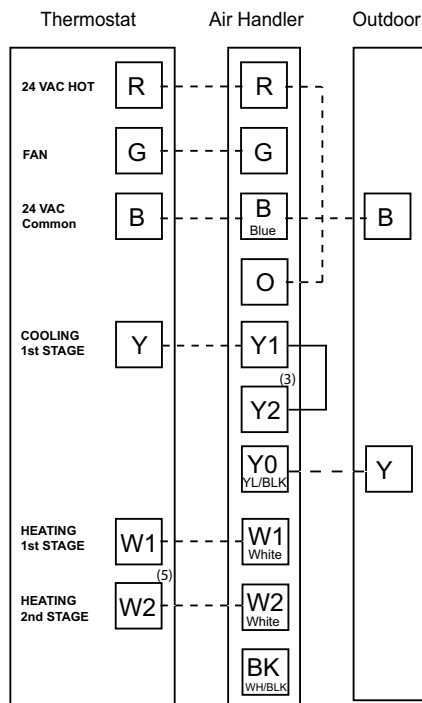 Thermostat Air Handler Outdoor
24 VAC HOT R R
FAN G G
24 VAC
Common B B B
Blue
O
COOLING
1st STAGE Y Y1
(3)
Y2
Y0 Y
YL/BLK
HEATING
1st STAGE W1 W1
White
(5)
HEATING
2nd STAGE W2 W2
White
BK
WH/BLK